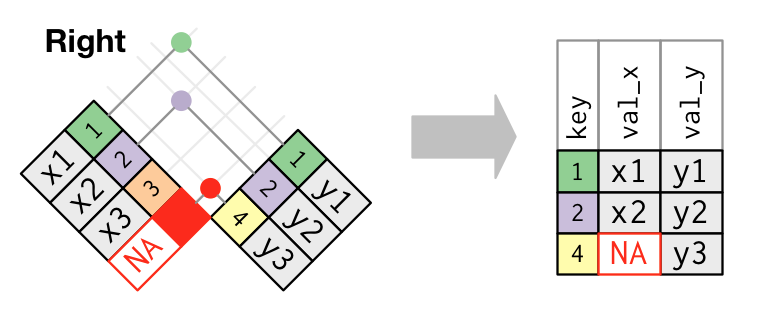 Right
1 x1
2 x2
3 x3
NA
1 y1
2 y2
4 y3
key val_x val_y
1 x1 y1
2 x2 y2
4 NA y3